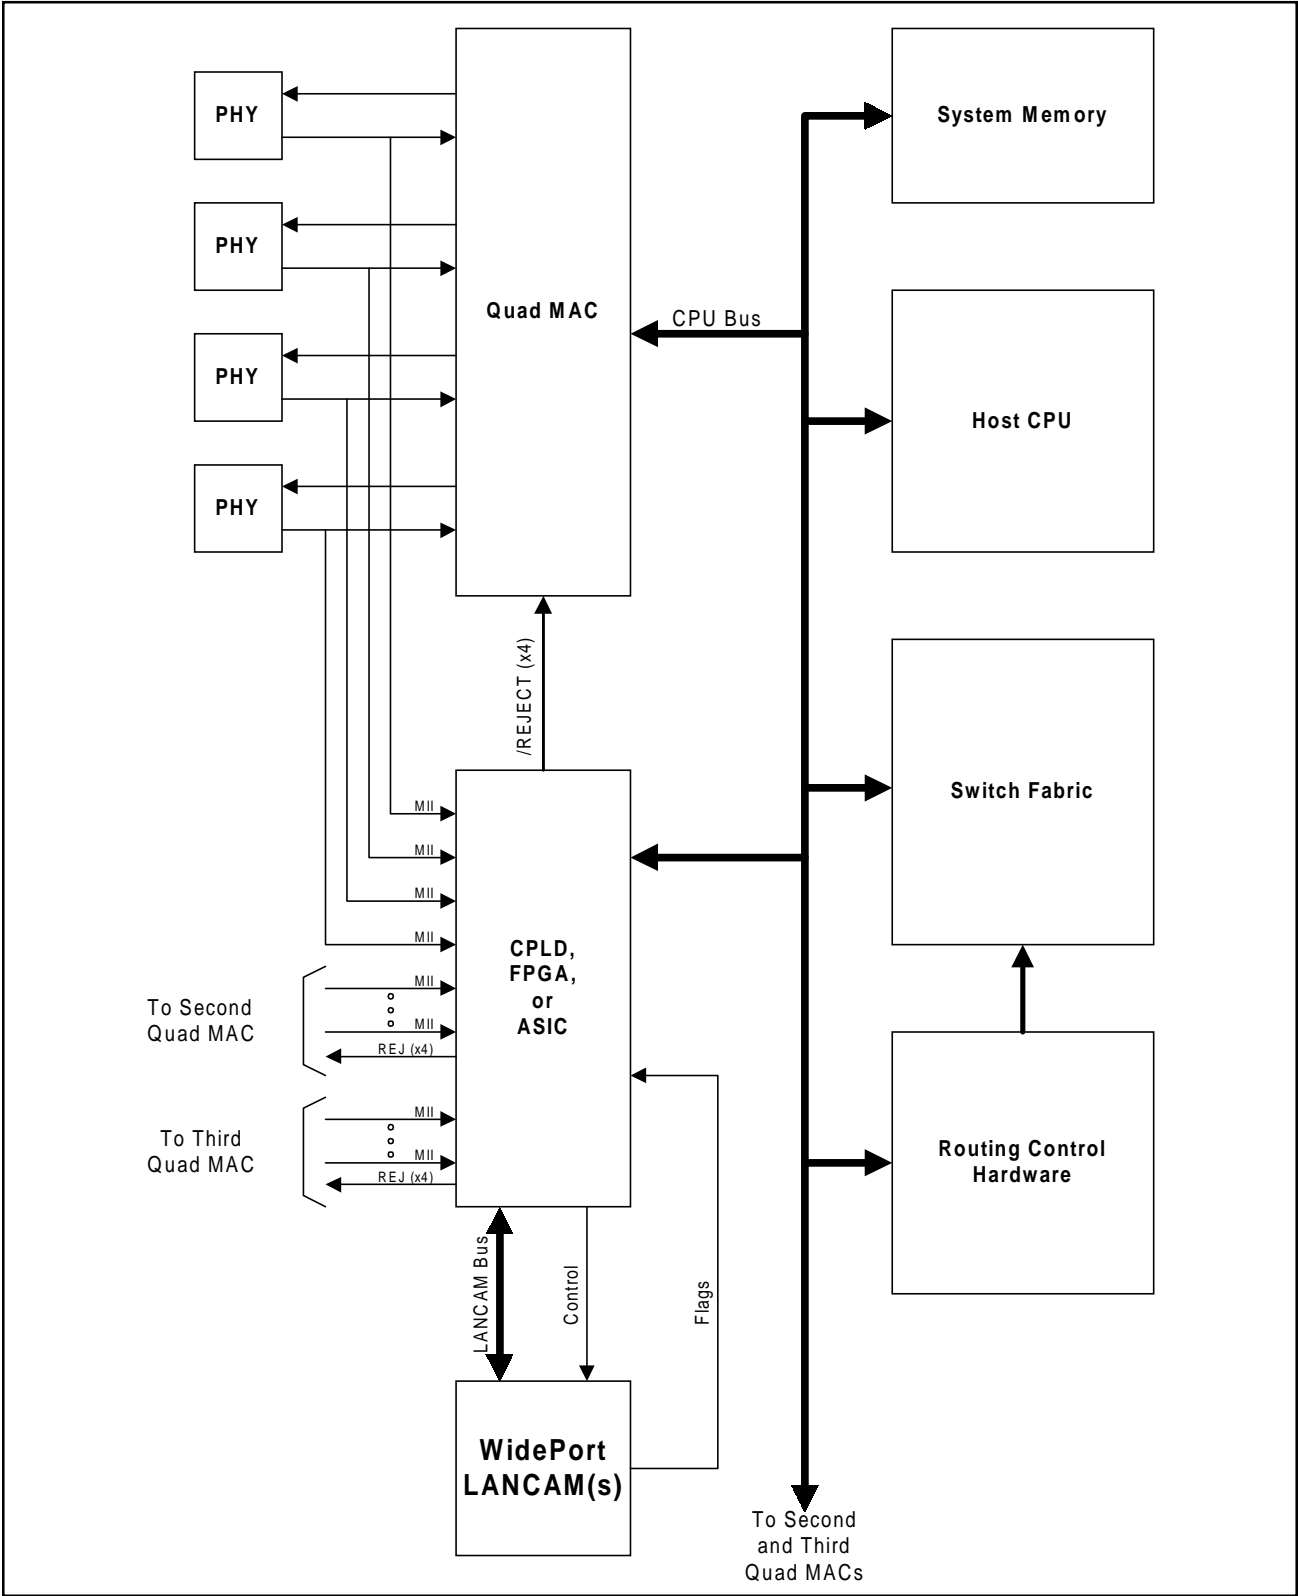 PHY
PHY
PHY
PHY
Quad MAC
CPU Bus
System Memory
Host CPU
Switch Fabric
Routing Control
Hardware
/REJECT (x4)
MII
MII
MII
MII
CPLD,
FPGA,
or
ASIC
To Second
Quad MAC
MII
MII
REJ (x4)
To Third
Quad MAC
MII
MII
REJ (x4)
LANCAM Bus
Control
Flags
WidePort
LANCAM(s)
To Second
and Third
Quad MACs